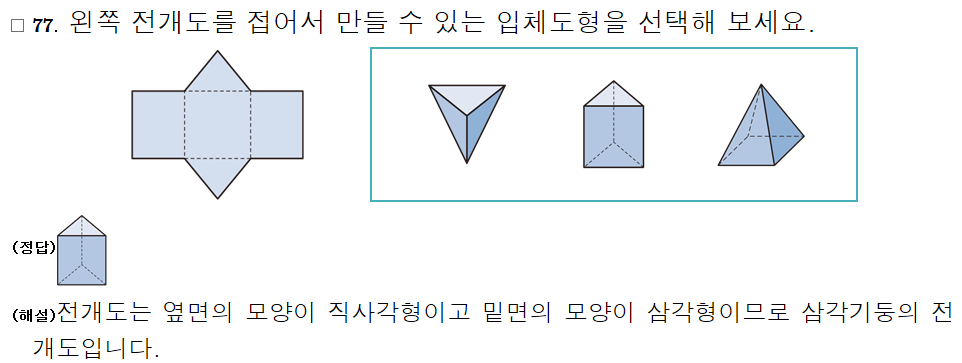 □ 77. 왼쪽 전개도를 접어서 만들 수 있는 입체도형을 선택해 보세요.
(정답)
(해설)전개도는 옆면의 모양이 직사각형이고 밑면의 모양이 삼각형이므로 삼각기둥의 전
개도입니다.